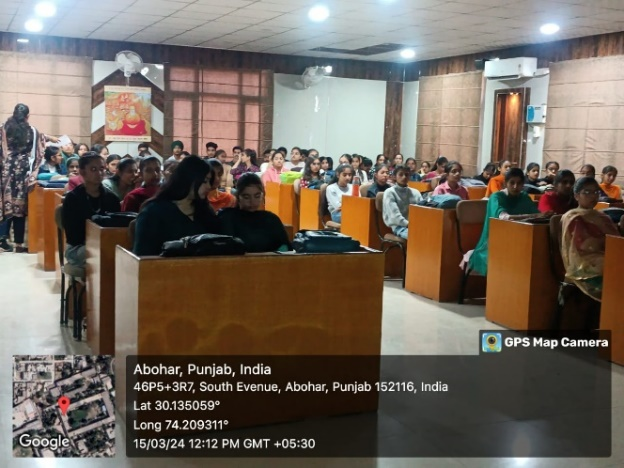 GPS Map Camera
Abohar, Punjab, India
46P5+3R7, South Evenue, Abohar, Punjab 152116, India
Lat 30.135059°
Long 74.209311°
15/03/24 12:12 PM GMT +05:30
Google